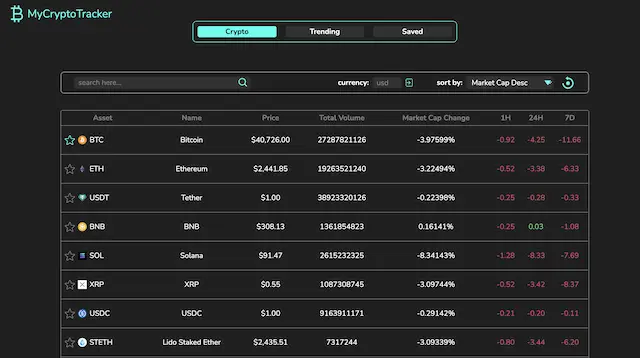 MyCryptoTracker
Crypto Trending Saved
search here... currency: usd sort by: Market Cap Desc
Asset Name Price Total Volume Market Cap Change 1H 24H 7D
BTC Bitcoin $40,726.00 27287821126 -3.97599% -0.92 -4.25 -11.66
ETH Ethereum $2,441.85 19263521240 -3.22494% -0.52 -3.38 -6.33
USDT Tether $1.00 38923320126 -0.22398% -0.25 -0.28 -0.33
BNB BNB $308.13 1361854823 0.16141% -0.25 0.03 -1.08
SOL Solana $91.47 2615232325 -8.34143% -1.28 -8.33 -7.69
XRP XRP $0.55 1087308745 -3.09744% -0.52 -3.42 -8.37
USDC USDC $1.00 9163911171 -0.29142% -0.21 -0.20 -0.11
STETH Lido Staked Ether $2,435.51 7317244 -3.09339% -0.80 -3.44 -6.20